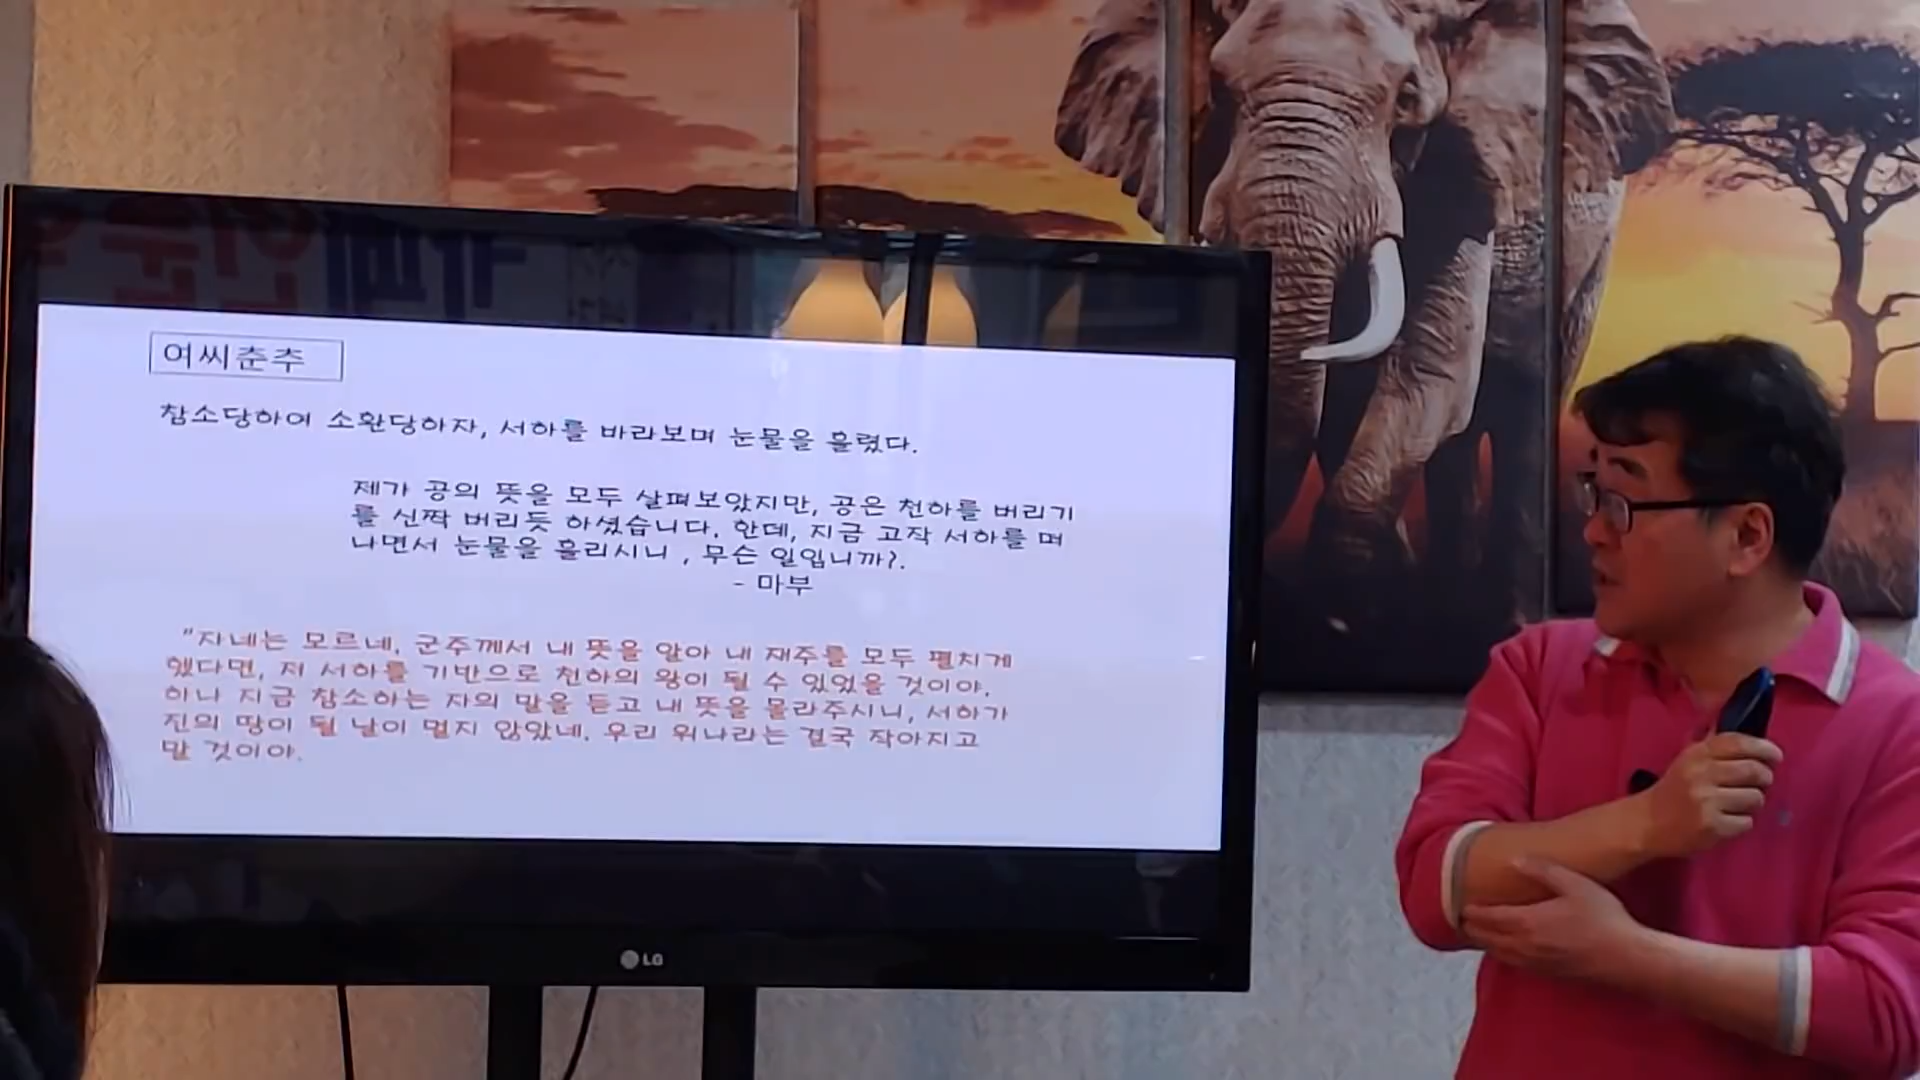 여씨춘추
참소당하여 소환당하자, 서하를 바라보며 눈물을 흘렸다.
제가 공의 뜻을 모두 살펴보았지만, 공은 천하를 버리기
를 신짝 버리듯 하셨습니다. 한데, 지금 고작 서하를 떠
나면서 눈물을 흘리시니 , 무슨 일입니까?.
- 마부
"자네는 모르네, 군주께서 내 뜻을 알아 내 재주를 모두 펼치게
했다면, 저 서하를 기반으로 천하의 왕이 될 수 있었을 것이야.
하나 지금 참소하는 자의 말을 듣고 내 뜻을 몰라주시니, 서하가
진의 땅이 될 날이 멀지 않았네. 우리 위나라는 결국 작아지고
말 것이야.
LG